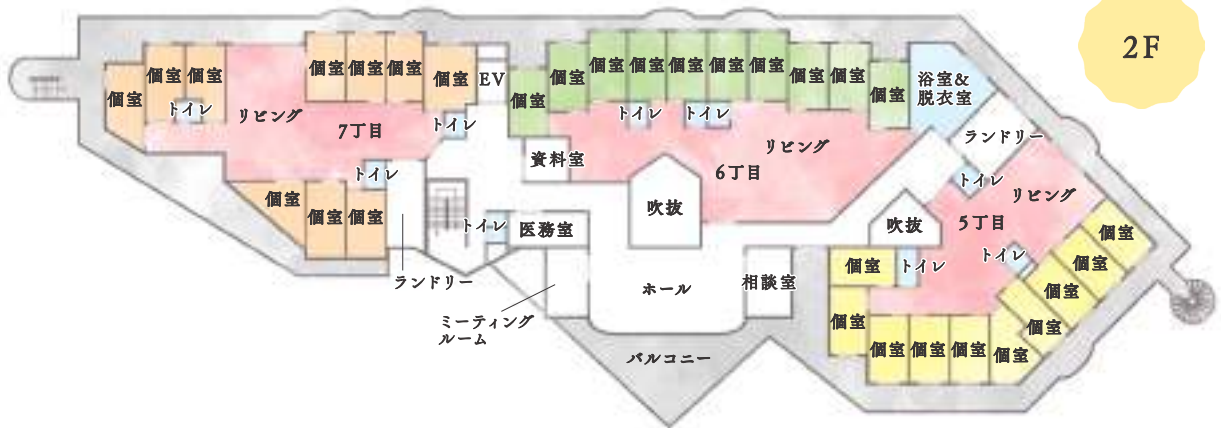 2F
個室
個室
個室
リビング
個室
個室
個室
個室
EV
トイレ
7丁目
トイレ
トイレ
個室
個室
個室
ランドリー
個室
個室
個室
個室
個室
個室
個室
個室
個室
個室
トイレ
トイレ
リビング
6丁目
資料室
吹抜
浴室&
脱衣室
ランドリー
トイレ
リビング
5丁目
吹抜
トイレ
トイレ
個室
個室
個室
個室
個室
個室
個室
個室
個室
個室
トイレ
医務室
ミーティング
ルーム
ホール
相談室
バルコニー